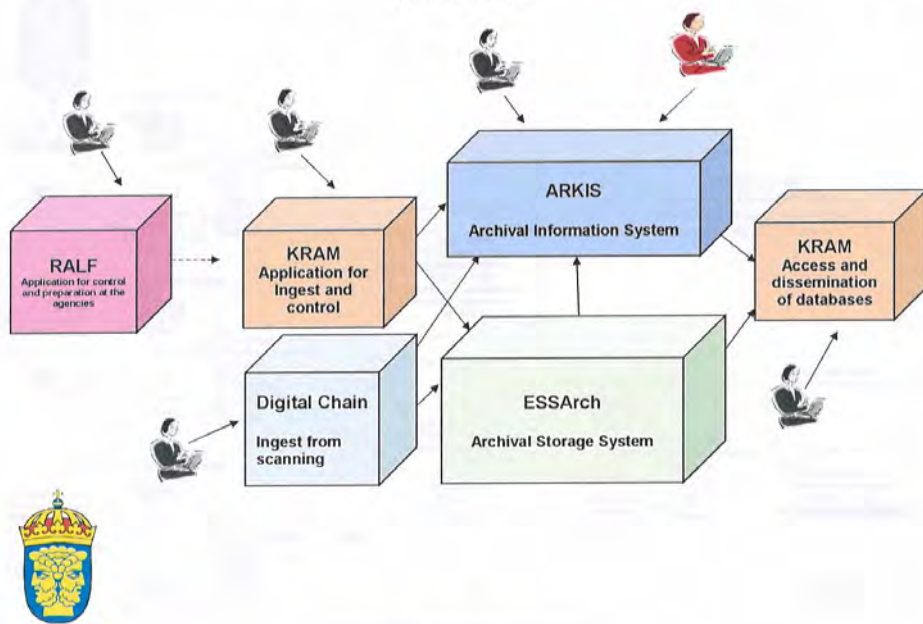 RALF
Application for control
and preparation at the
agencies
KRAM
Application for
Ingest and
control
ARKIS
Archival Information System
KRAM
Access and
dissemination
of databases
Digital Chain
Ingest from
scanning
ESSArch
Archival Storage System